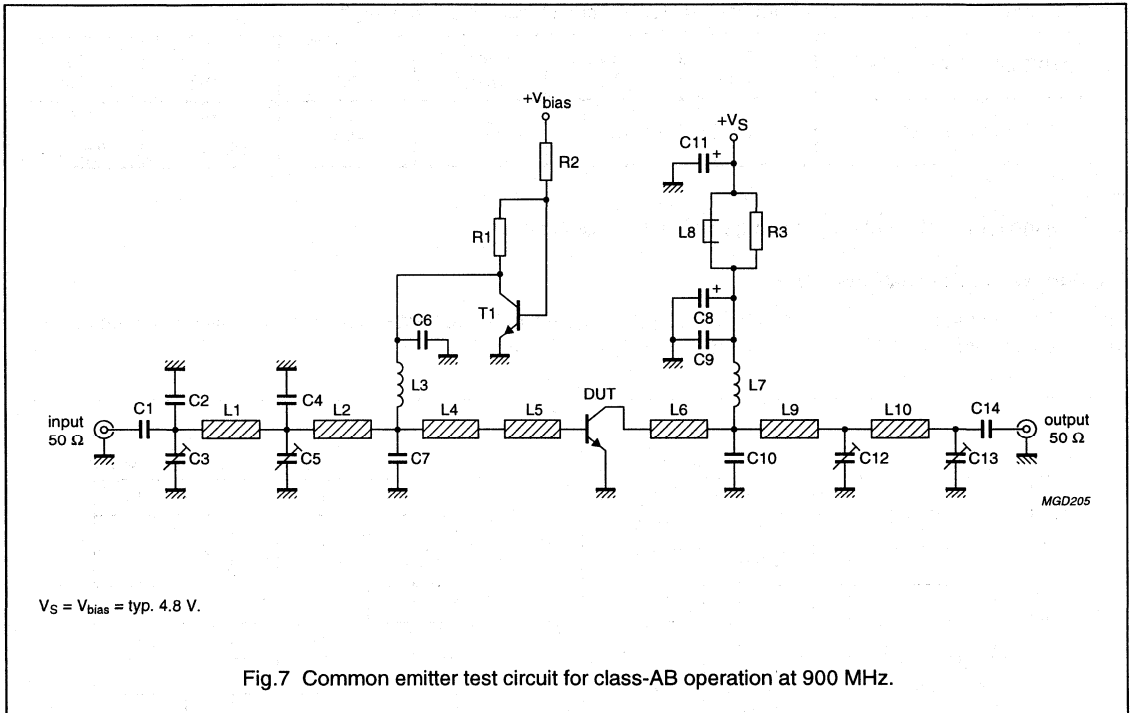 +Vbias
+VS
C11 +
R2
R1
L8
R3
T1
C6
C8 +
C9
L3
L7
DUT
input
50 Ω
C1
C2
L1
C4
L2
L4
L5
L6
L9
L10
C14
output
50 Ω
C3
C5
C7
C10
C12
C13
MGD205
VS = Vbias = typ. 4.8 V.
Fig.7 Common emitter test circuit for class-AB operation at 900 MHz.